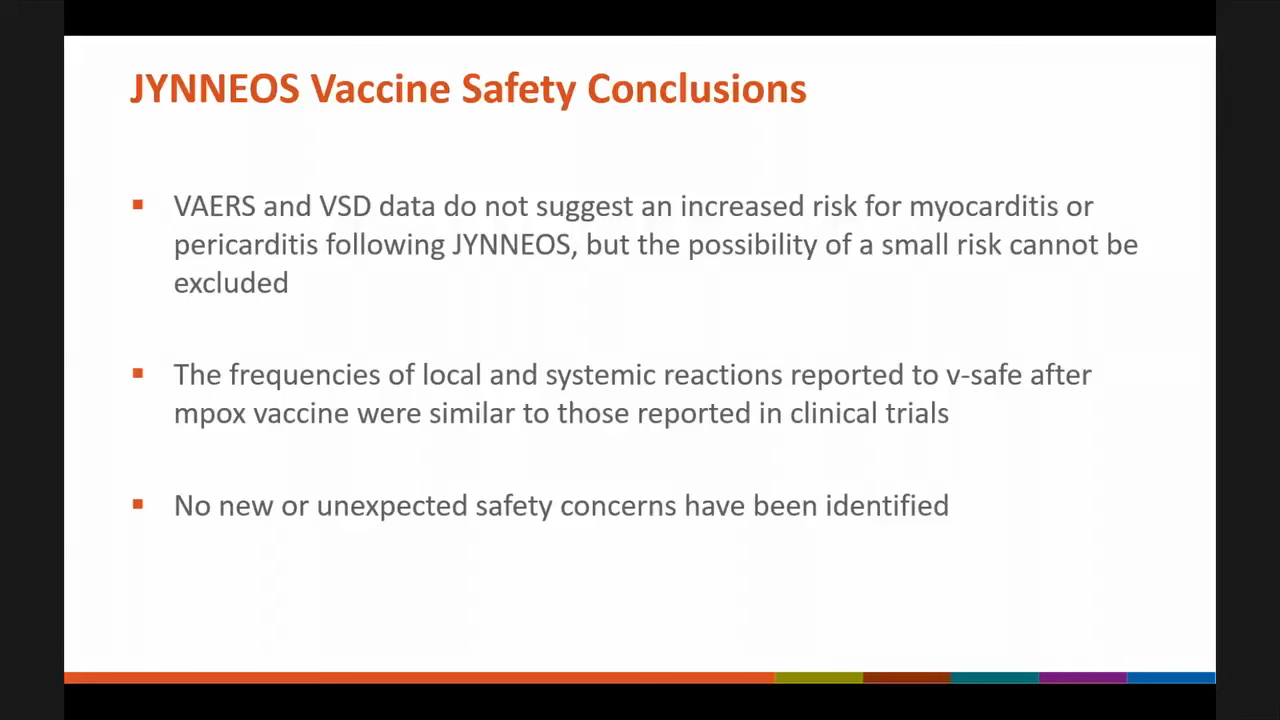 JYNNEOS Vaccine Safety Conclusions
▪ VAERS and VSD data do not suggest an increased risk for myocarditis or
pericarditis following JYNNEOS, but the possibility of a small risk cannot be
excluded
▪ The frequencies of local and systemic reactions reported to v-safe after
mpox vaccine were similar to those reported in clinical trials
▪ No new or unexpected safety concerns have been identified